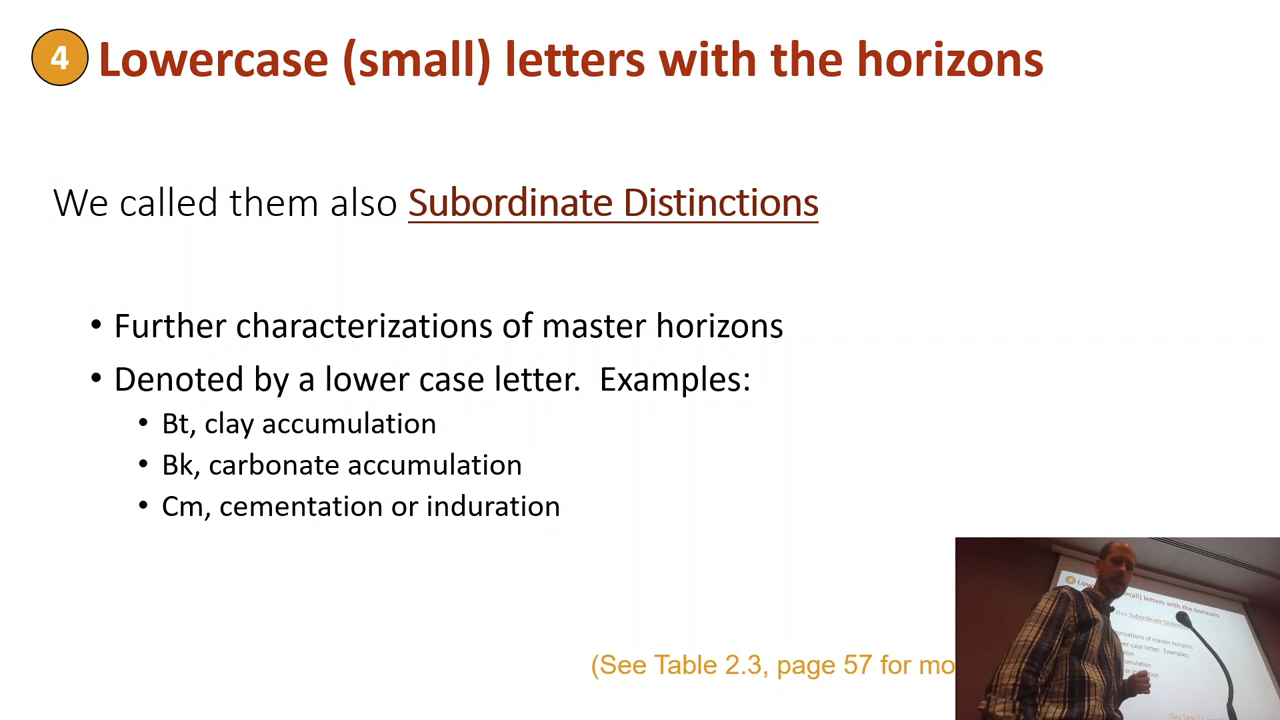 4 Lowercase (small) letters with the horizons
We called them also Subordinate Distinctions
• Further characterizations of master horizons
• Denoted by a lower case letter.  Examples:
• Bt, clay accumulation
• Bk, carbonate accumulation
• Cm, cementation or induration
(See Table 2.3, page 57 for